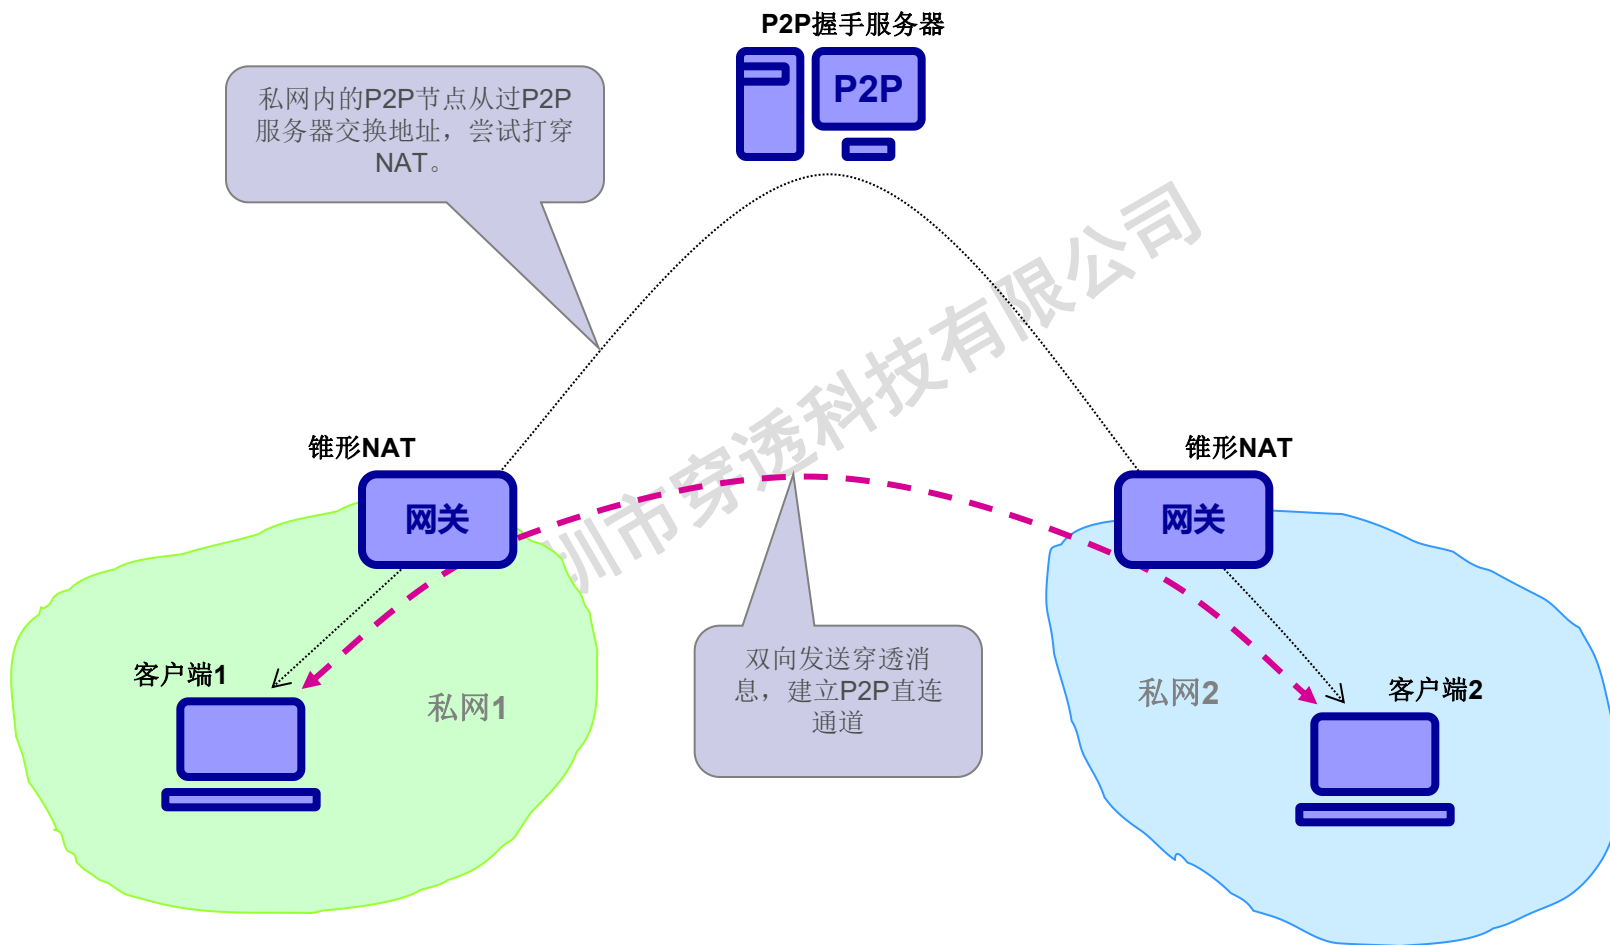 P2P握手服务器
P2P
私网内的P2P节点从过P2P
服务器交换地址，尝试打穿
NAT。
锥形NAT
锥形NAT
网关
网关
圳市穿透科技有限公司
客户端1
私网1
双向发送穿透消
息，建立P2P直连
通道
私网2
客户端2